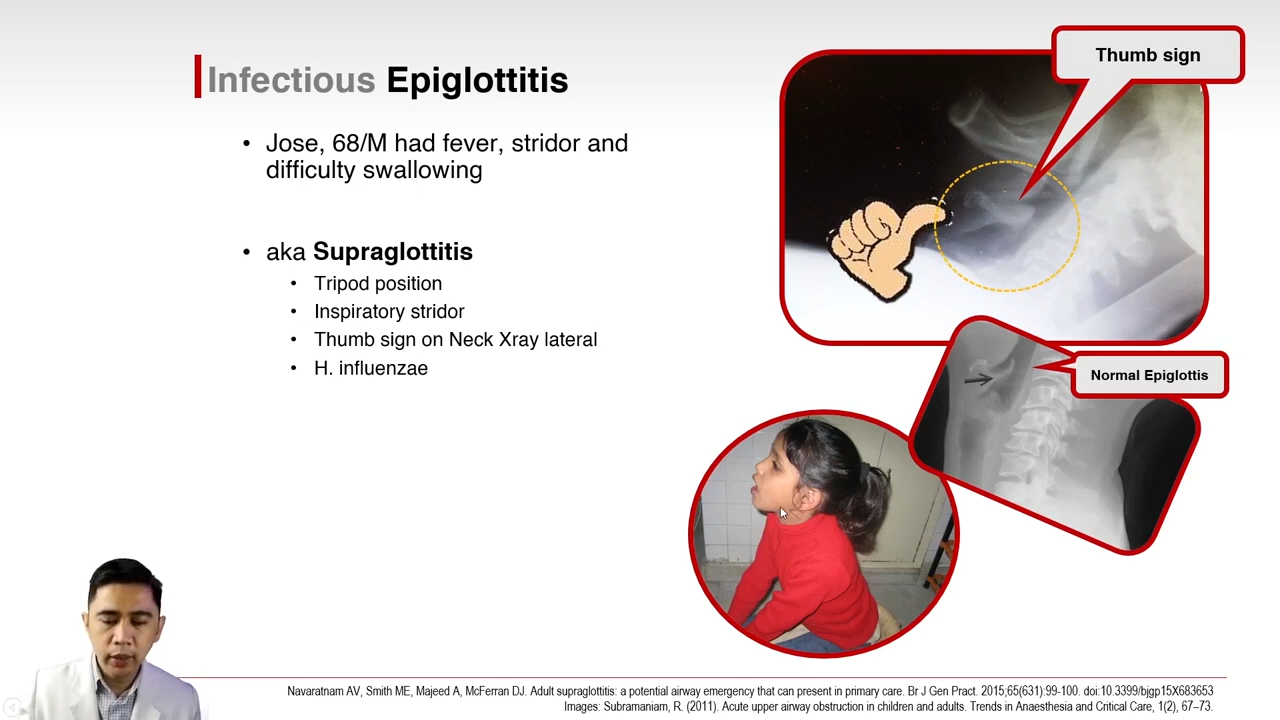 Infectious Epiglottitis
• Jose, 68/M had fever, stridor and
difficulty swallowing
• aka Supraglottitis
• Tripod position
• Inspiratory stridor
• Thumb sign on Neck Xray lateral
• H. influenzae
Thumb sign
Normal Epiglottis
Navaratnam AV, Smith ME, Majeed A, McFerran DJ. Adult supraglottitis: a potential airway emergency that can present in primary care. Br J Gen Pract. 2015;65(631):99-100. doi:10.3399/bjgp15X683653
Images: Subramaniam, R. (2011). Acute upper airway obstruction in children and adults. Trends in Anaesthesia and Critical Care, 1(2), 67–73.